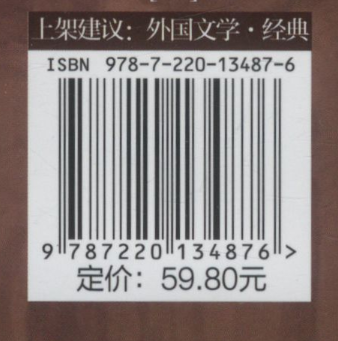 上架建议：外国文学·经典
ISBN 978-7-220-13487-6
9 787220 134876 >
定价：59.80元